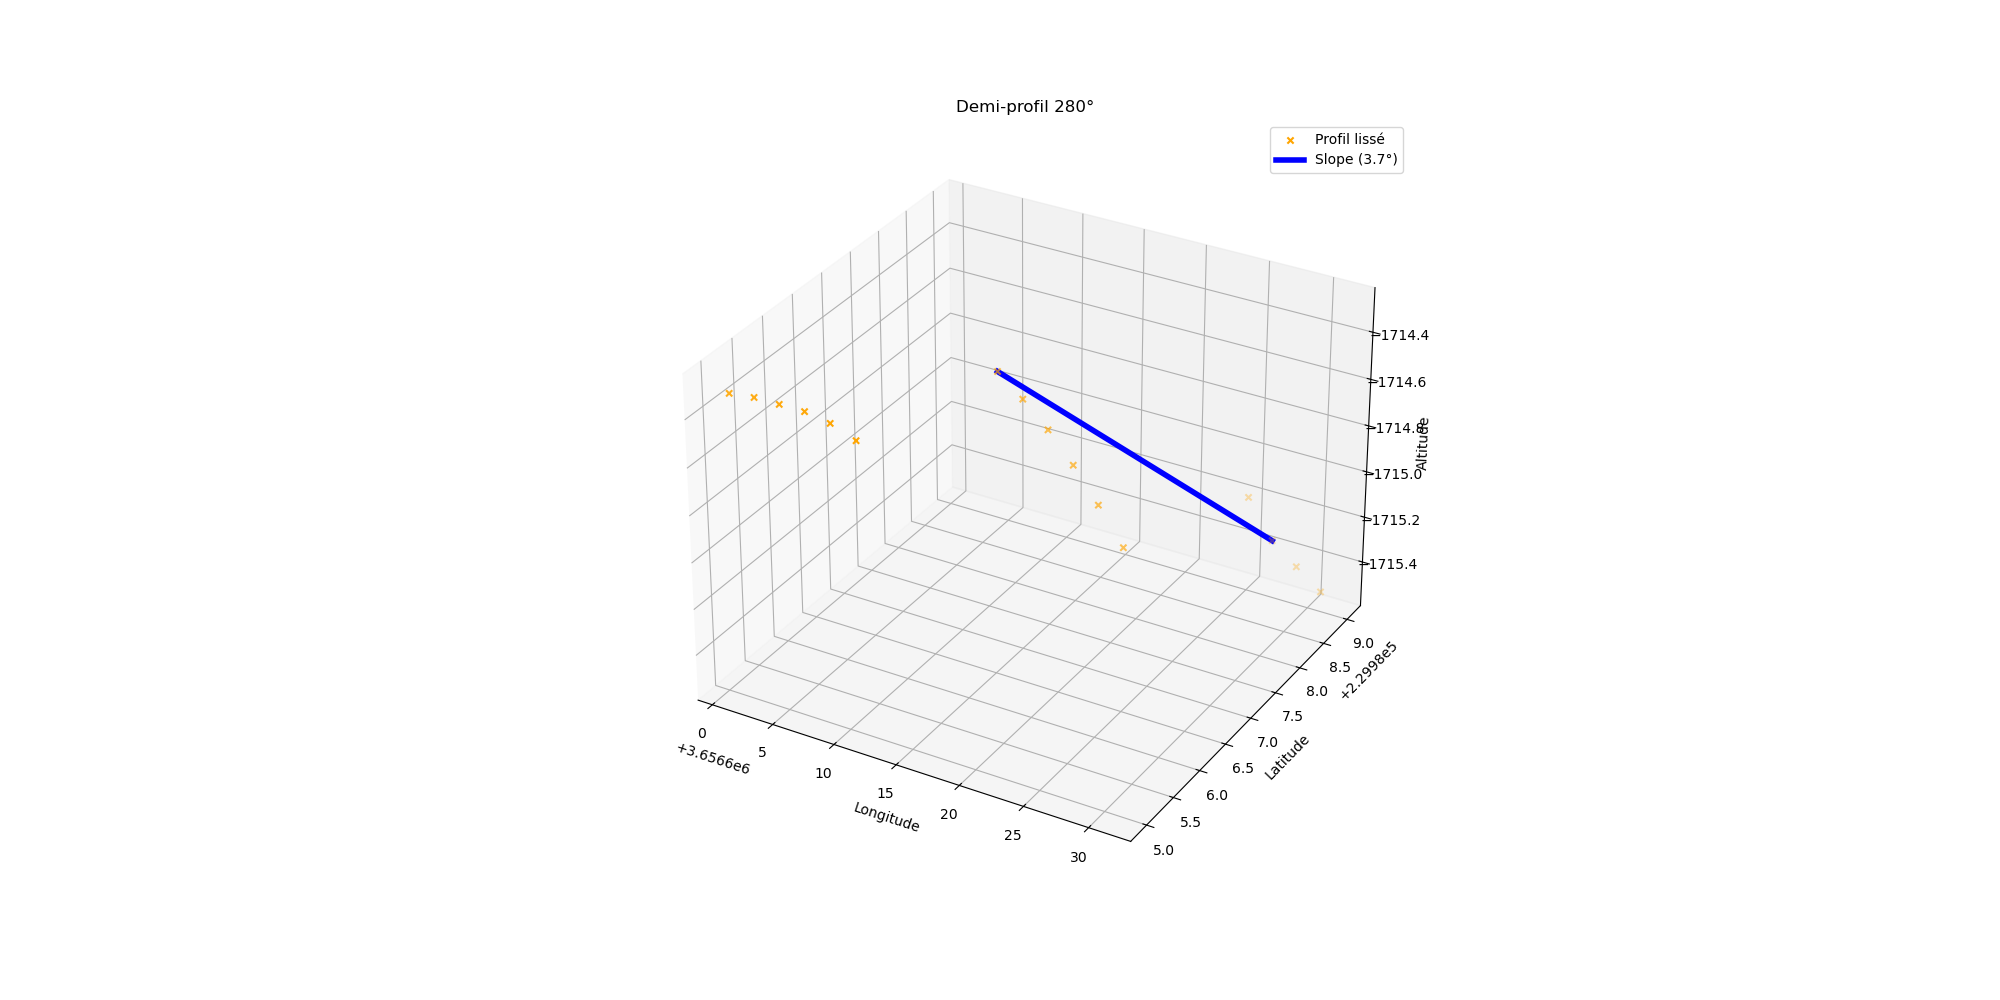 Demi-profil 280°
Profil lissé
Slope (3.7°)
−1714.4
−1714.6
−1714.8
−1715.0
−1715.2
−1715.4
Altitude
9.0
8.5
8.0
7.5
7.0
6.5
6.0
5.5
5.0
+2.2998e5
Latitude
0
5
10
15
20
25
30
+3.6566e6
Longitude